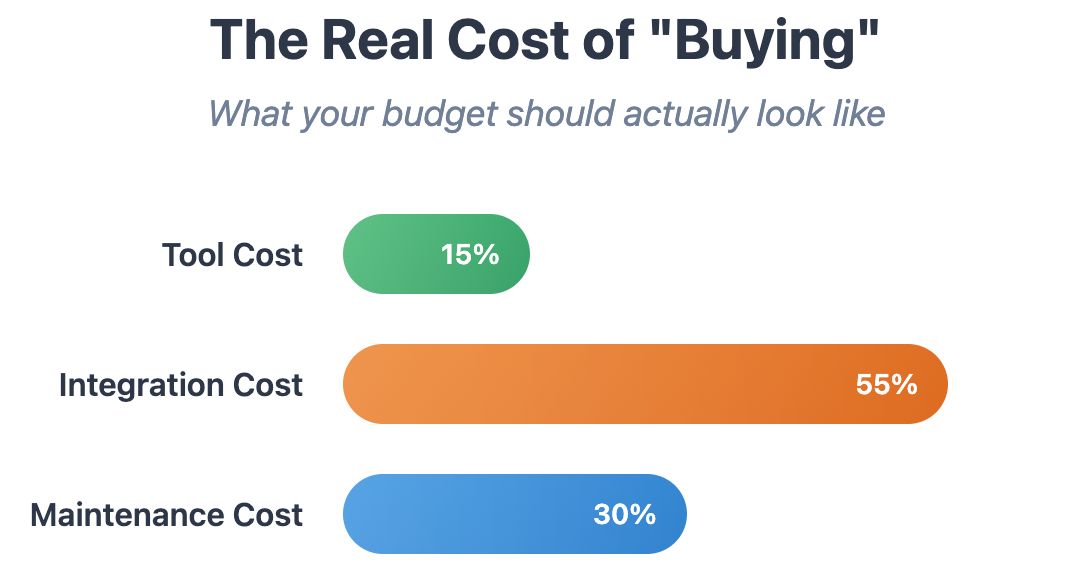 The Real Cost of "Buying"
What your budget should actually look like
Tool Cost 15%
Integration Cost 55%
Maintenance Cost 30%